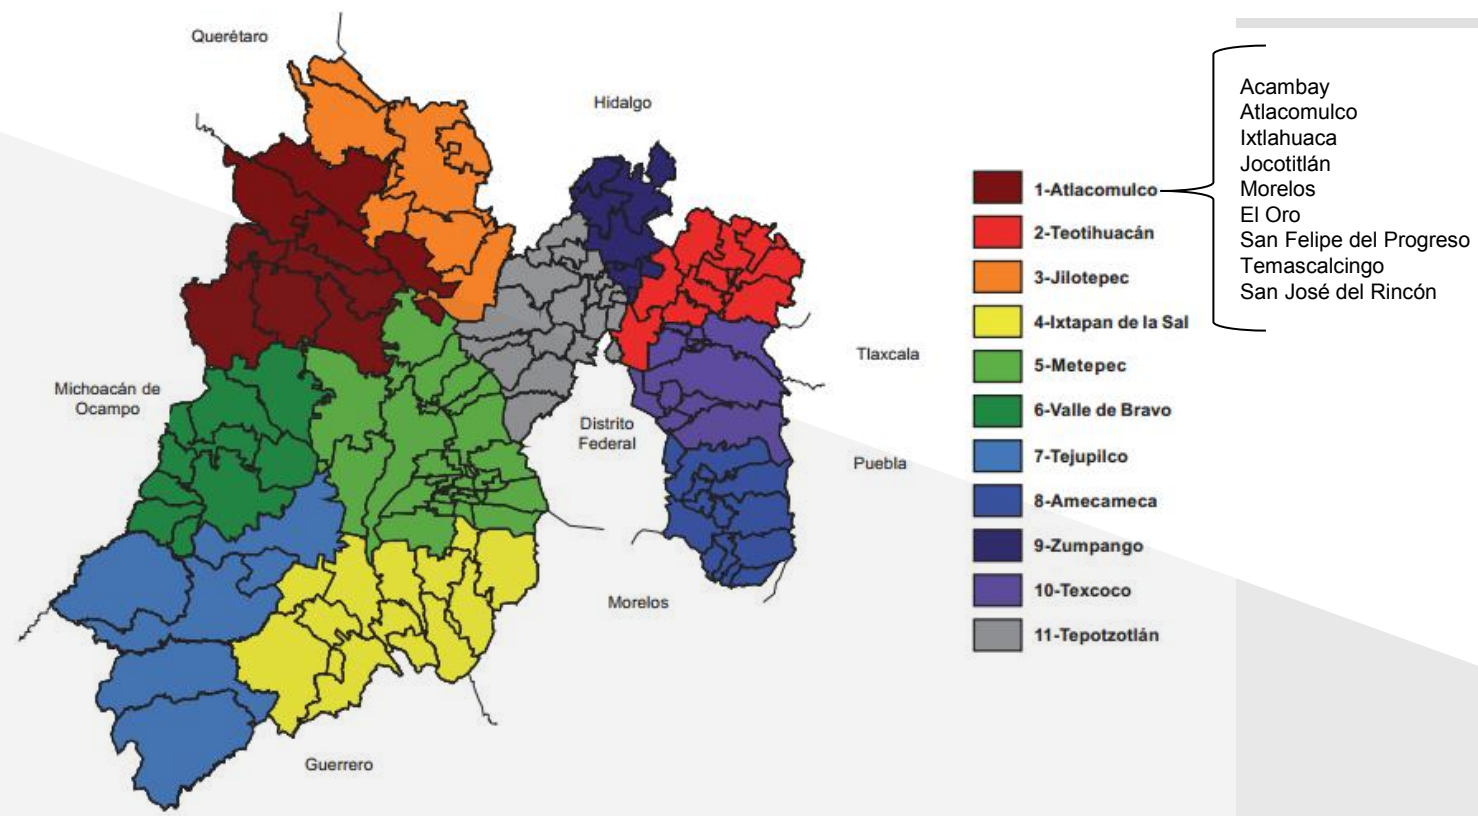 Querétaro
Hidalgo
Michoacán de
Ocampo
Distrito
Federal
Tlaxcala
Puebla
Morelos
Guerrero
1-Atlacomulco
2-Teotihuacán
3-Jilotepec
4-Ixtapan de la Sal
5-Metepec
6-Valle de Bravo
7-Tejupilco
8-Amecameca
9-Zumpango
10-Texcoco
11-Tepotzotlán
Acambay
Atlacomulco
Ixtlahuaca
Jocotitlán
Morelos
El Oro
San Felipe del Progreso
Temascalcingo
San José del Rincón